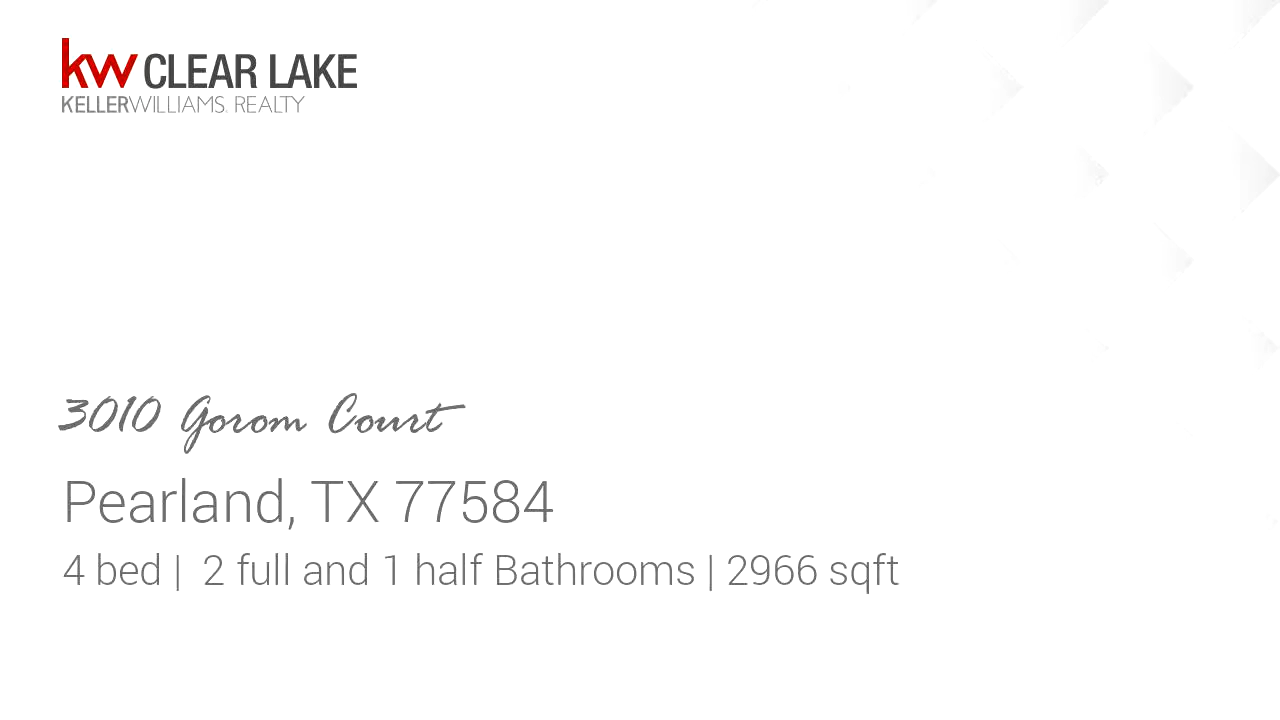 kw CLEAR LAKE
KELLERWILLIAMS. REALTY
3010 Gorom Court
Pearland, TX 77584
4 bed | 2 full and 1 half Bathrooms | 2966 sqft